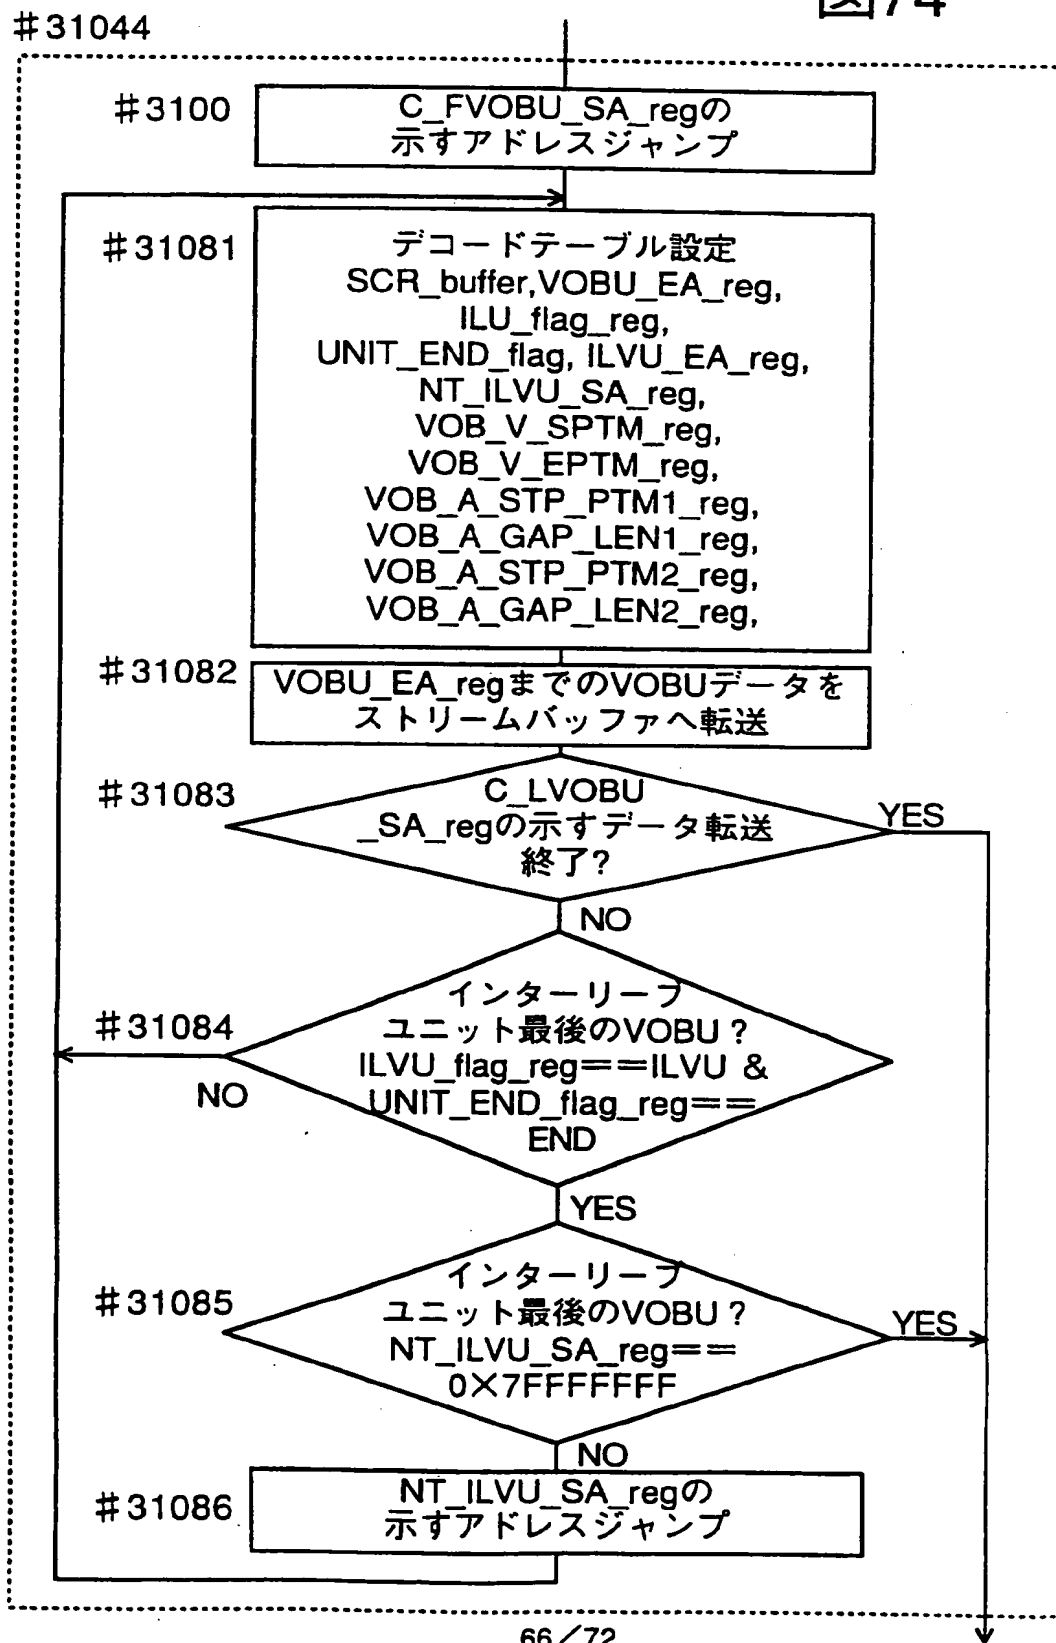 図74
#31044
#3100
C_FVOBU_SA_regの
示すアドレスジャンプ
#31081
デコードテーブル設定
SCR_buffer,VOBU_EA_reg,
ILU_flag_reg,
UNIT_END_flag, ILVU_EA_reg,
NT_ILVU_SA_reg,
VOB_V_SPTM_reg,
VOB_V_EPTM_reg,
VOB_A_STP_PTM1_reg,
VOB_A_GAP_LEN1_reg,
VOB_A_STP_PTM2_reg,
VOB_A_GAP_LEN2_reg,
#31082
VOBU_EA_regまでのVOBUデータを
ストリームバッファへ転送
#31083
C_LVOBU
_SA_regの示すデータ転送
終了?
YES
NO
#31084
インターリーブ
ユニット最後のVOBU?
ILVU_flag_reg==ILVU &
UNIT_END_flag_reg==
END
NO
YES
#31085
インターリーブ
ユニット最後のVOBU?
NT_ILVU_SA_reg==
0×7FFFFFFF
YES
NO
#31086
NT_ILVU_SA_regの
示すアドレスジャンプ
66/72